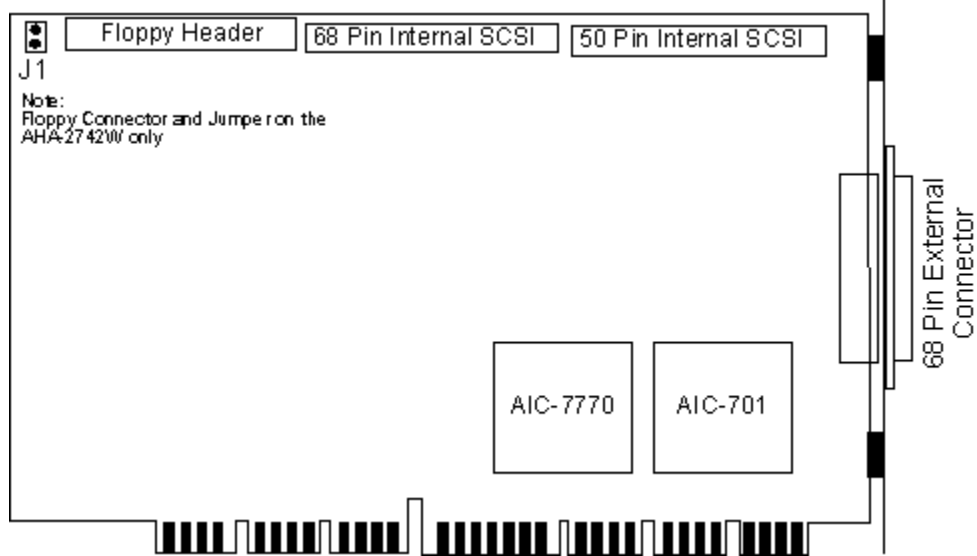 Floppy Header
68 Pin Internal SCSI
50 Pin Internal SCSI
J1
Note:
Floppy Connector and Jumper on the
AHA-2742W only
68 Pin External
Connector
AIC-7770
AIC-701